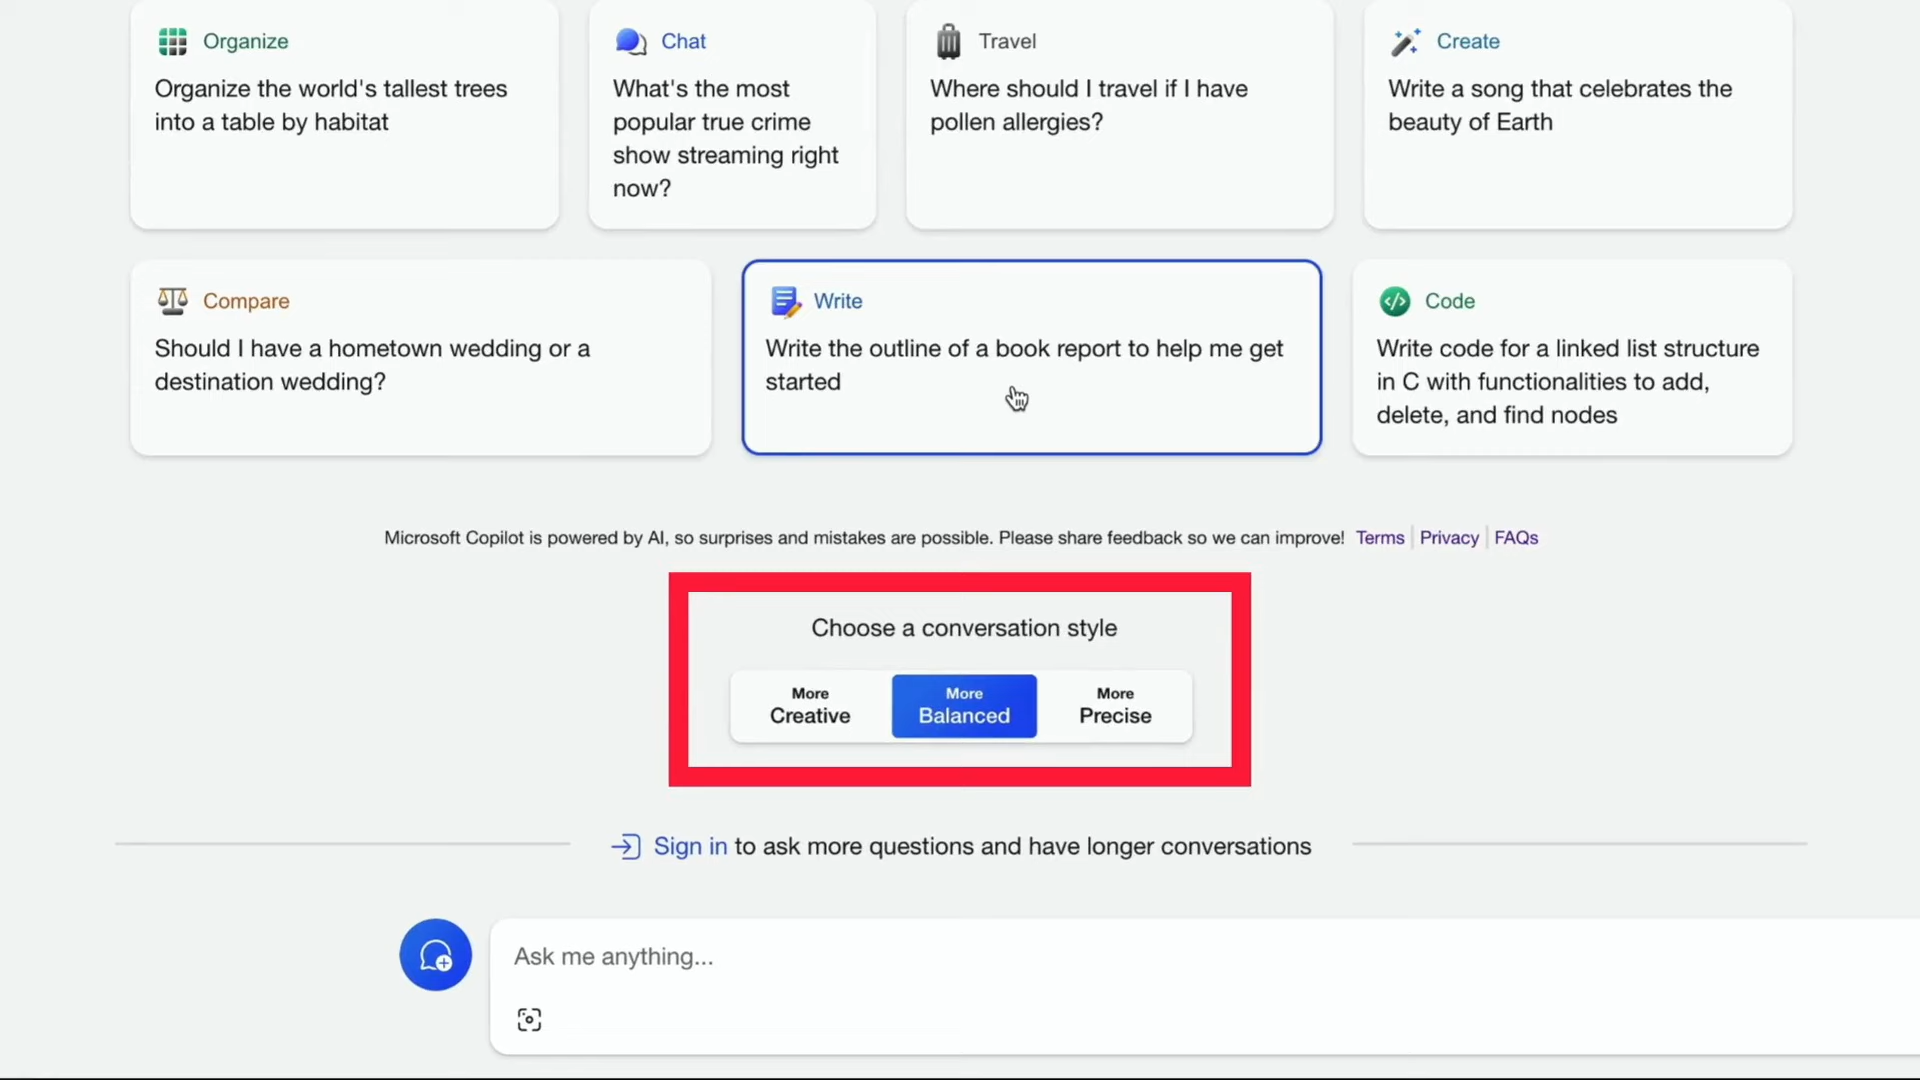 Organize
Organize the world's tallest trees
into a table by habitat
Chat
What's the most
popular true crime
show streaming right
now?
Travel
Where should I travel if I have
pollen allergies?
Create
Write a song that celebrates the
beauty of Earth
Compare
Should I have a hometown wedding or a
destination wedding?
Write
Write the outline of a book report to help me get
started
Code
Write code for a linked list structure
in C with functionalities to add,
delete, and find nodes
Microsoft Copilot is powered by AI, so surprises and mistakes are possible. Please share feedback so we can improve! Terms Privacy FAQs
Choose a conversation style
More
Creative
More
Balanced
More
Precise
Sign in to ask more questions and have longer conversations
Ask me anything...